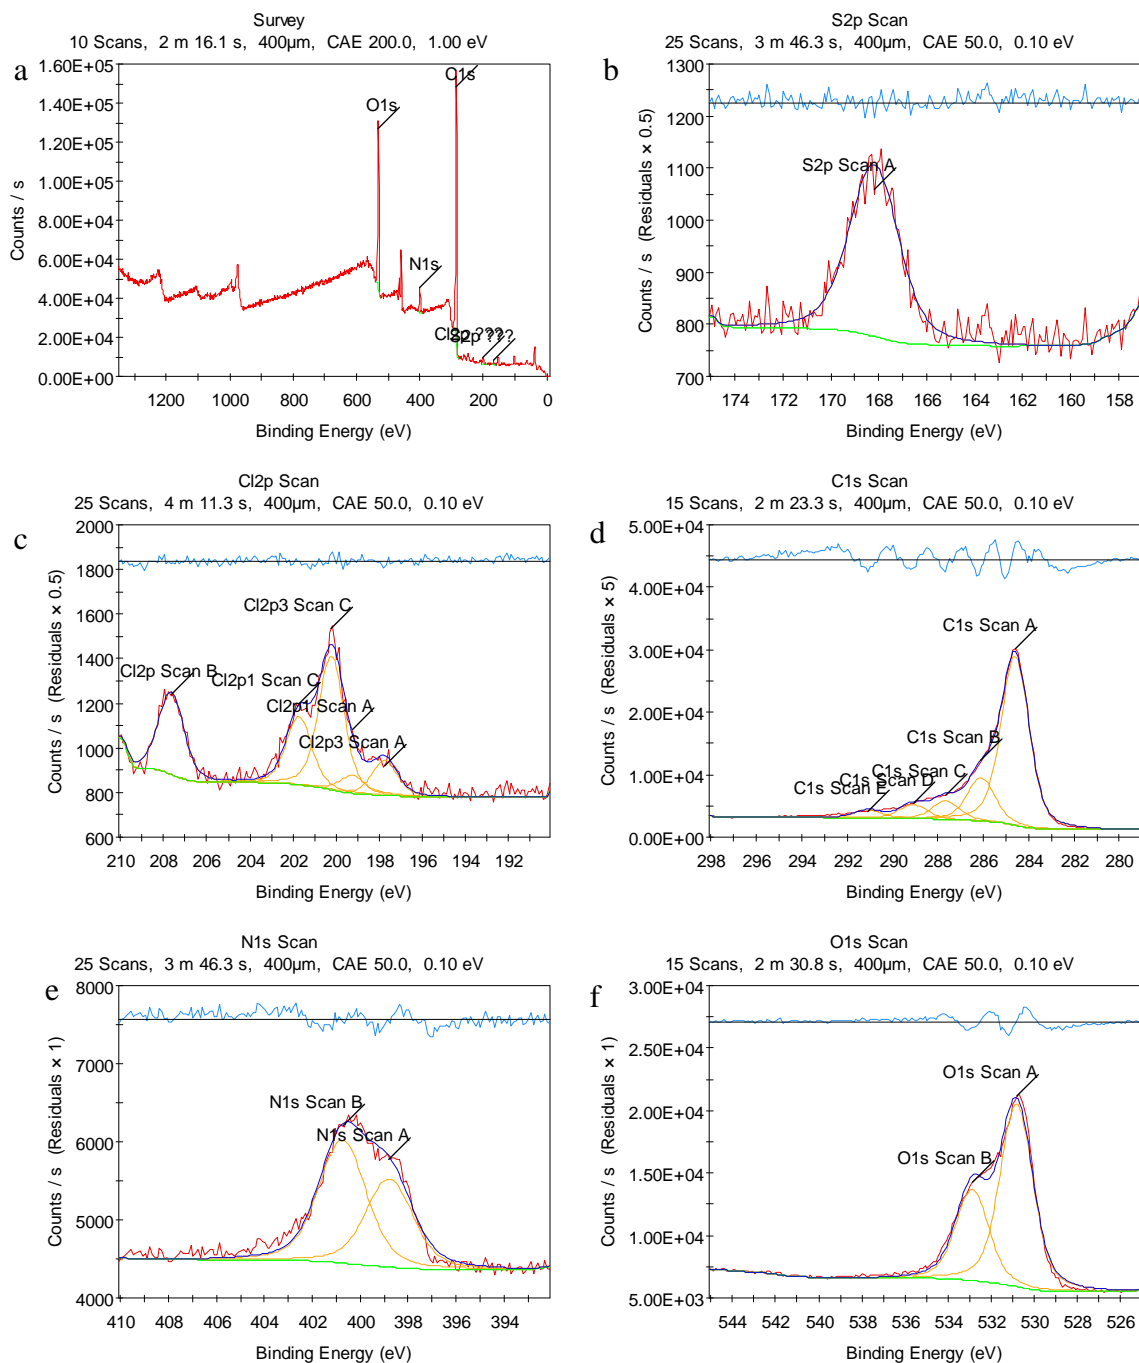 Survey
10 Scans, 2 m 16.1 s, 400µm, CAE 200.0, 1.00 eV
a
1.60E+05
1.40E+05
1.20E+05
1.00E+05
8.00E+04
6.00E+04
4.00E+04
2.00E+04
0.00E+00
Counts / s
O1s
C1s
N1s
Cl2p ???
S2p ???
1200 1000 800 600 400 200 0
Binding Energy (eV)
S2p Scan
25 Scans, 3 m 46.3 s, 400µm, CAE 50.0, 0.10 eV
b
1300
1200
1100
1000
900
800
700
Counts / s (Residuals × 0.5)
S2p Scan A
174 172 170 168 166 164 162 160 158
Binding Energy (eV)
Cl2p Scan
25 Scans, 4 m 11.3 s, 400µm, CAE 50.0, 0.10 eV
c
2000
1800
1600
1400
1200
1000
800
600
Counts / s (Residuals × 0.5)
Cl2p3 Scan C
Cl2p Scan B
Cl2p1 Scan C
Cl2p1 Scan A
Cl2p3 Scan A
210 208 206 204 202 200 198 196 194 192
Binding Energy (eV)
C1s Scan
15 Scans, 2 m 23.3 s, 400µm, CAE 50.0, 0.10 eV
d
5.00E+04
4.00E+04
3.00E+04
2.00E+04
1.00E+04
0.00E+00
Counts / s (Residuals × 5)
C1s Scan A
C1s Scan B
C1s Scan C
C1s Scan D
C1s Scan E
298 296 294 292 290 288 286 284 282 280
Binding Energy (eV)
N1s Scan
25 Scans, 3 m 46.3 s, 400µm, CAE 50.0, 0.10 eV
e
8000
7000
6000
5000
4000
Counts / s (Residuals × 1)
N1s Scan B
N1s Scan A
410 408 406 404 402 400 398 396 394
Binding Energy (eV)
O1s Scan
15 Scans, 2 m 30.8 s, 400µm, CAE 50.0, 0.10 eV
f
3.00E+04
2.50E+04
2.00E+04
1.50E+04
1.00E+04
5.00E+03
Counts / s (Residuals × 1)
O1s Scan A
O1s Scan B
544 542 540 538 536 534 532 530 528 526
Binding Energy (eV)